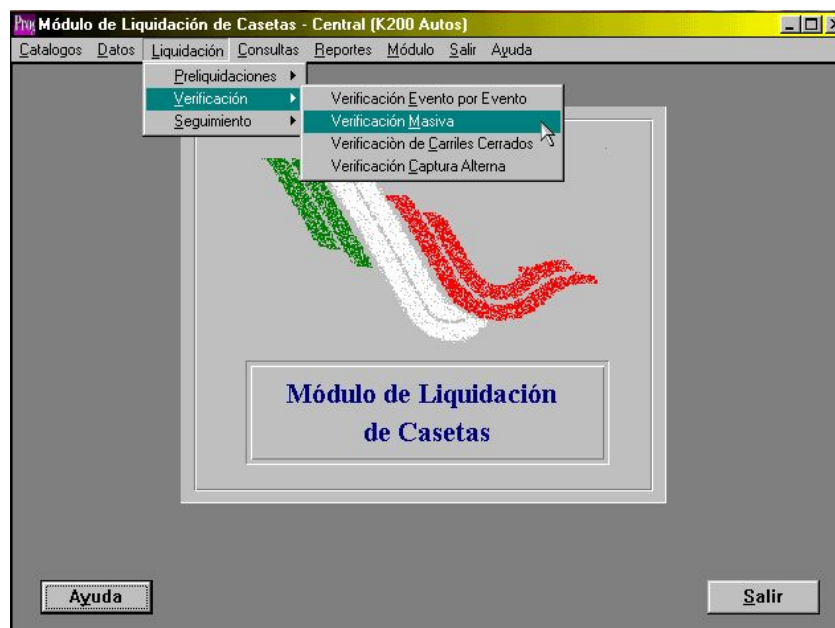 Módulo de Liquidación de Casetas - Central (K200 Autos)
Catalogos Datos Liquidación Consultas Reportes Módulo Salir Ayuda
Preliquidaciones
Verificación
Seguimiento
Verificación Evento por Evento
Verificación Masiva
Verificaciòn de Carriles Cerrados
Verificación Captura Alterna
Módulo de Liquidación
de Casetas
Ayuda
Salir